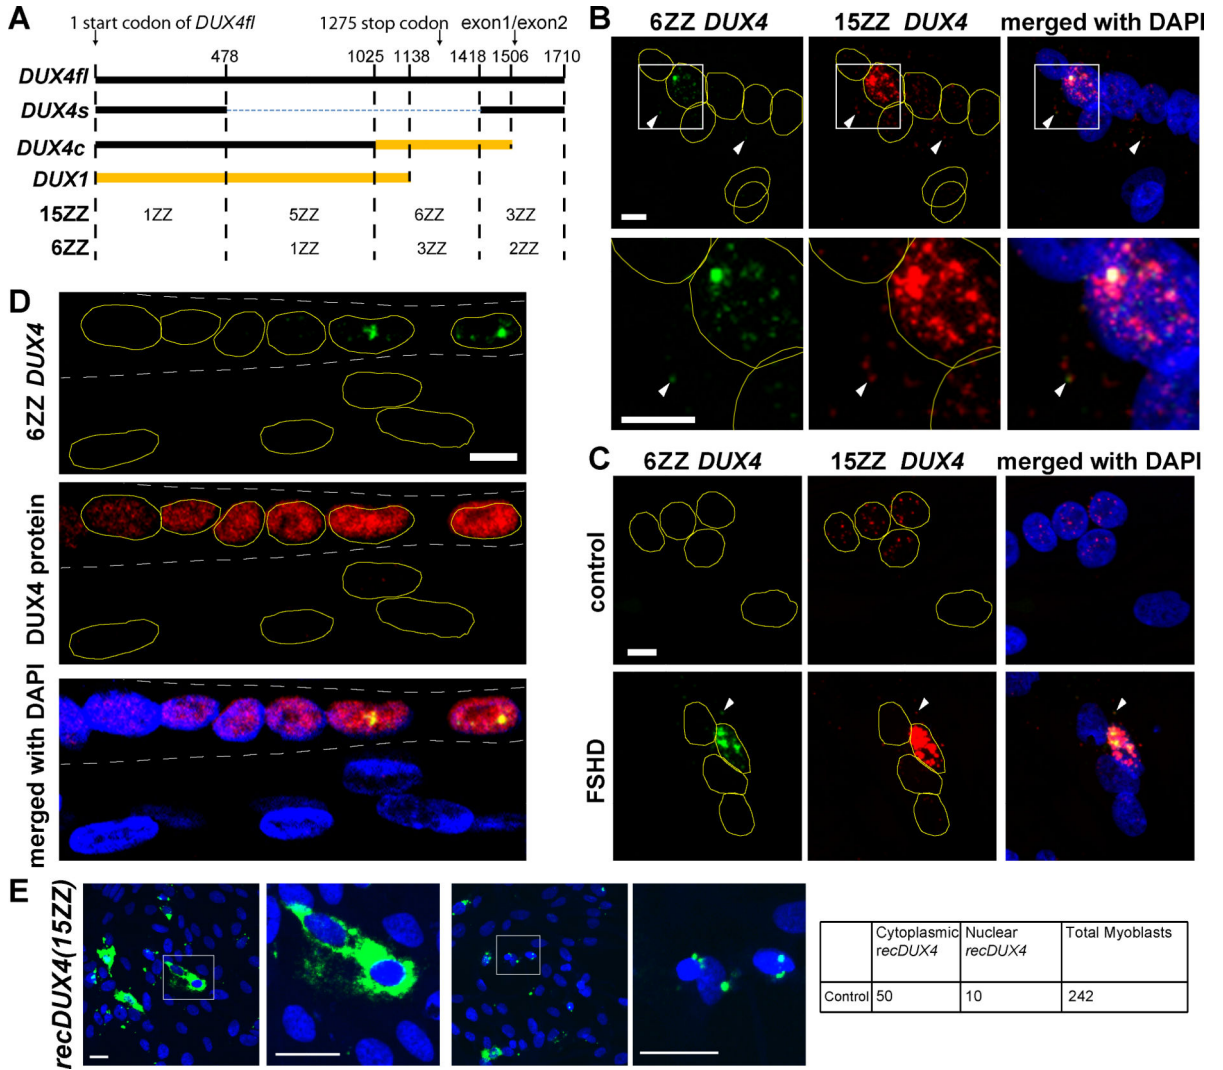 A
1 start codon of DUX4fl
1275 stop codon
exon1/exon2
478
1025
1138
1418
1506
1710
DUX4fl
DUX4s
DUX4c
DUX1
15ZZ 1ZZ 5ZZ 6ZZ 3ZZ
6ZZ 1ZZ 3ZZ 2ZZ
B
6ZZ DUX4
15ZZ DUX4
merged with DAPI
C
6ZZ DUX4
15ZZ DUX4
merged with DAPI
control
FSHD
D
6ZZ DUX4
DUX4 protein
merged with DAPI
E
recDUX4(15ZZ)
Cytoplasmic recDUX4
Nuclear recDUX4
Total Myoblasts
Control 50 10 242